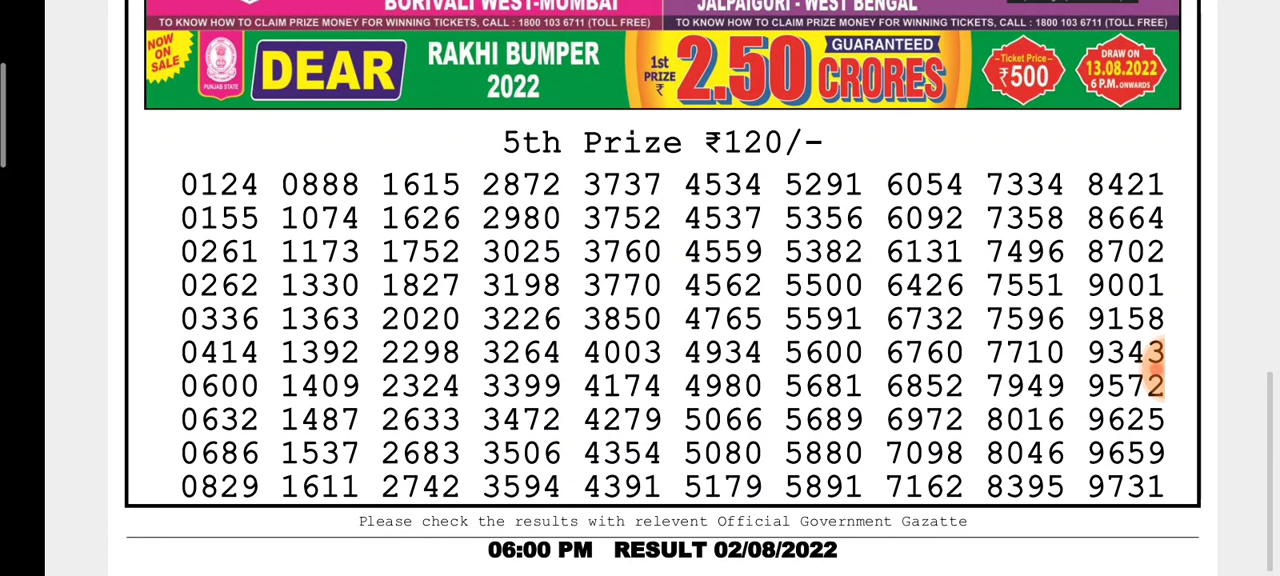 BORIVALI WEST-MUMBAI
JALPAIGURI - WEST BENGAL
TO KNOW HOW TO CLAIM PRIZE MONEY FOR WINNING TICKETS, CALL : 1800 103 6711 (TOLL FREE)
TO KNOW HOW TO CLAIM PRIZE MONEY FOR WINNING TICKETS, CALL : 1800 103 6711 (TOLL FREE)
NOW ON SALE
PUNJAB STATE
DEAR
RAKHI BUMPER
2022
1st PRIZE ₹
2.50
GUARANTEED
CRORES
Ticket Price
₹500
DRAW ON
13.08.2022
6 P.M. ONWARDS
5th Prize ₹120/-
0124 0888 1615 2872 3737 4534 5291 6054 7334 8421
0155 1074 1626 2980 3752 4537 5356 6092 7358 8664
0261 1173 1752 3025 3760 4559 5382 6131 7496 8702
0262 1330 1827 3198 3770 4562 5500 6426 7551 9001
0336 1363 2020 3226 3850 4765 5591 6732 7596 9158
0414 1392 2298 3264 4003 4934 5600 6760 7710 9343
0600 1409 2324 3399 4174 4980 5681 6852 7949 9572
0632 1487 2633 3472 4279 5066 5689 6972 8016 9625
0686 1537 2683 3506 4354 5080 5880 7098 8046 9659
0829 1611 2742 3594 4391 5179 5891 7162 8395 9731
Please check the results with relevent Official Government Gazatte
06:00 PM RESULT 02/08/2022